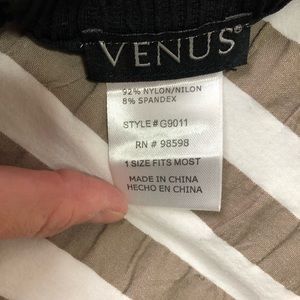 VENUS®
92% NYLON/NILON
8% SPANDEX
STYLE# G9011
RN # 98598
1 SIZE FITS MOST
MADE IN CHINA
HECHO EN CHINA